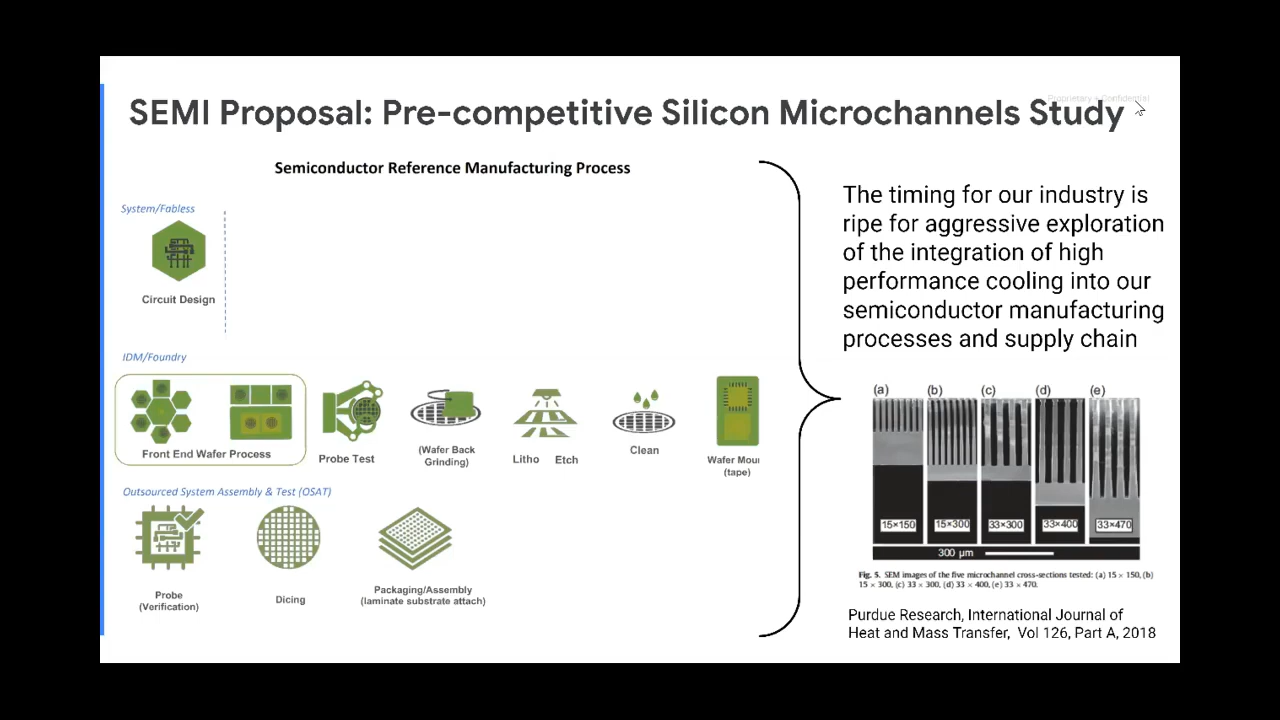 Proprietary + Confidential
SEMI Proposal: Pre-competitive Silicon Microchannels Study
Semiconductor Reference Manufacturing Process
System/Fabless
Circuit Design
IDM/Foundry
Front End Wafer Process
Probe Test
(Wafer Back
Grinding)
Litho Etch
Clean
Wafer Moun
(tape)
Outsourced System Assembly & Test (OSAT)
Probe
(Verification)
Dicing
Packaging/Assembly
(laminate substrate attach)
The timing for our industry is
ripe for aggressive exploration
of the integration of high
performance cooling into our
semiconductor manufacturing
processes and supply chain
(a) (b) (c) (d) (e)
15×150 15×300 33×300 33×400 33×470
300 μm
Fig. 5. SEM images of the five microchannel cross-sections tested: (a) 15 × 150, (b)
15 × 300, (c) 33 × 300, (d) 33 × 400, (e) 33 × 470.
Purdue Research, International Journal of
Heat and Mass Transfer, Vol 126, Part A, 2018